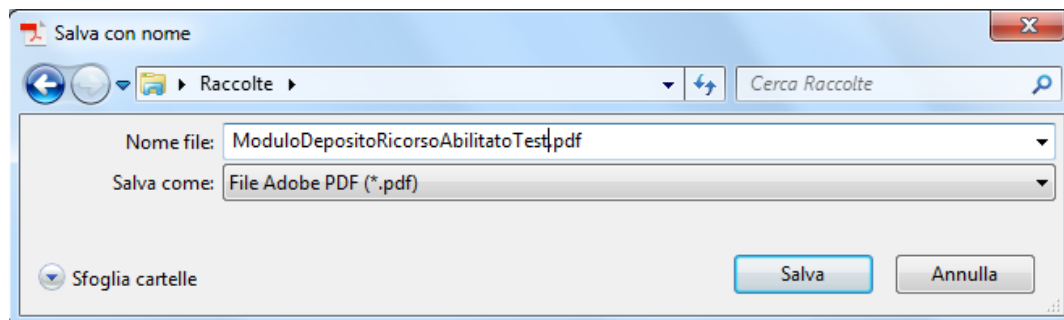 Salva con nome
Raccolte
Cerca Raccolte
Nome file: ModuloDepositoRicorsoAbilitatoTest.pdf
Salva come: File Adobe PDF (*.pdf)
Sfoglia cartelle
Salva
Annulla